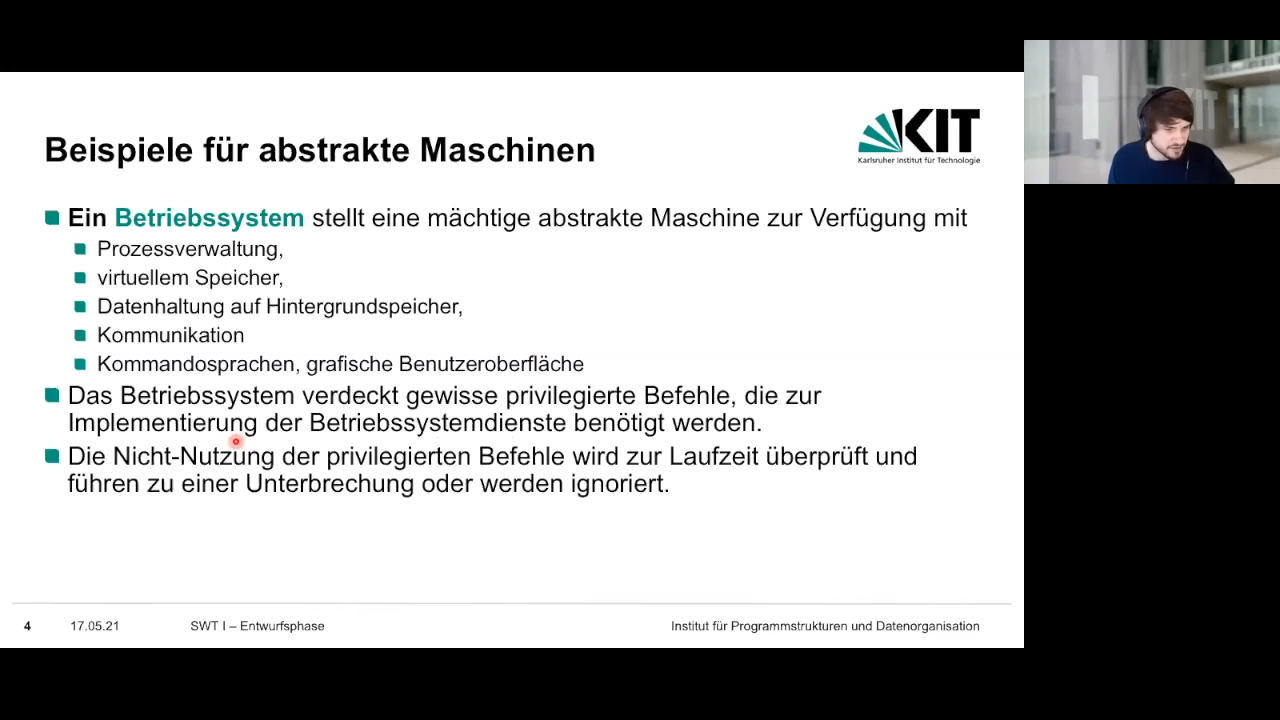 Beispiele für abstrakte Maschinen
KIT
Karlsruher Institut für Technologie
Ein Betriebssystem stellt eine mächtige abstrakte Maschine zur Verfügung mit
Prozessverwaltung,
virtuellem Speicher,
Datenhaltung auf Hintergrundspeicher,
Kommunikation
Kommandosprachen, grafische Benutzeroberfläche
Das Betriebssystem verdeckt gewisse privilegierte Befehle, die zur
Implementierung der Betriebssystemdienste benötigt werden.
Die Nicht-Nutzung der privilegierten Befehle wird zur Laufzeit überprüft und
führen zu einer Unterbrechung oder werden ignoriert.
4 17.05.21 SWT I – Entwurfsphase Institut für Programmstrukturen und Datenorganisation